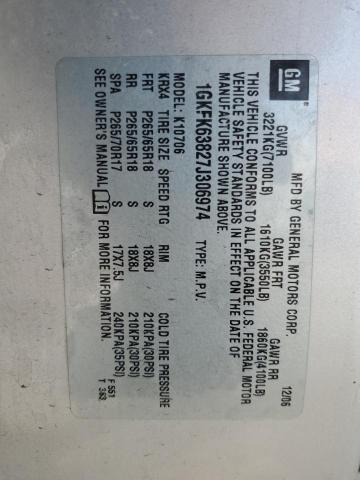 GM
MFD BY GENERAL MOTORS CORP.
12/06
GVWR GAWR FRT GAWR RR
3221KG(7100LB) 1610KG(3550LB) 1860KG(4100LB)
THIS VEHICLE CONFORMS TO ALL APPLICABLE U.S. FEDERAL MOTOR
VEHICLE SAFETY STANDARDS IN EFFECT ON THE DATE OF
MANUFACTURE SHOWN ABOVE.
1GKFK63827J306974 TYPE: M.P.V.
MODEL: K10706
KRX4 TIRE SIZE SPEED RTG RIM COLD TIRE PRESSURE
FRT P265/65R18 S 18X8J 210KPA(30PSI)
RR P265/65R18 S 18X8J 210KPA(30PSI)
SPA P265/70R17 S 17X7.5J 240KPA(35PSI)
SEE OWNER'S MANUAL FOR MORE INFORMATION.
F S51
T 3.63